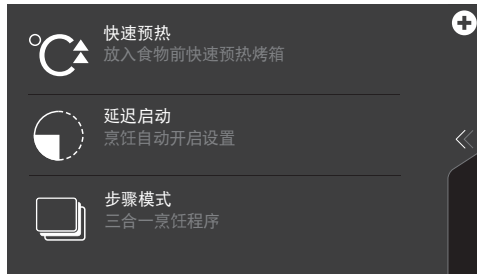 快速预热
放入食物前快速预热烤箱
延迟启动
烹饪自动开启设置
步骤模式
三合一烹饪程序